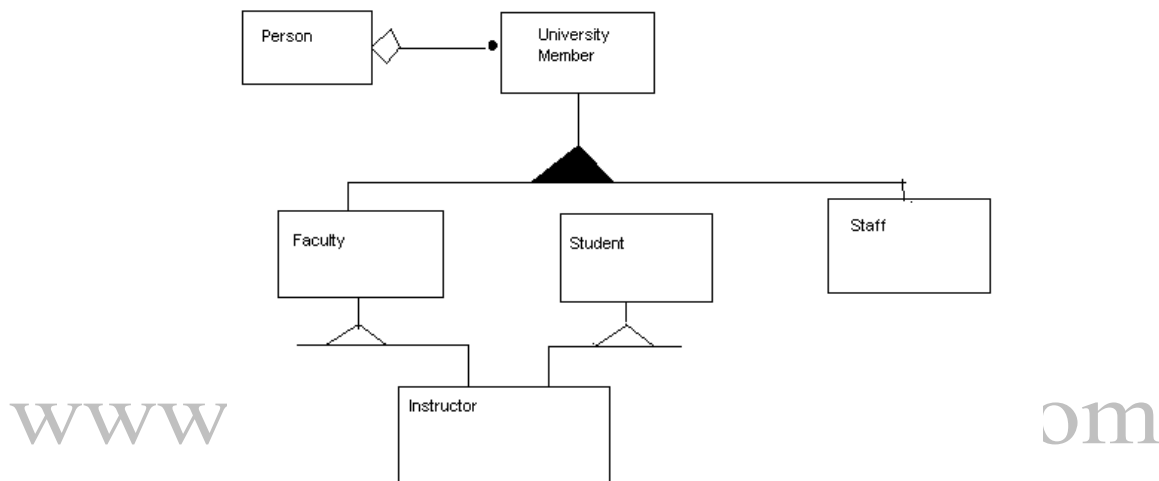 Person
University
Member
Faculty
Student
Staff
Instructor
www om